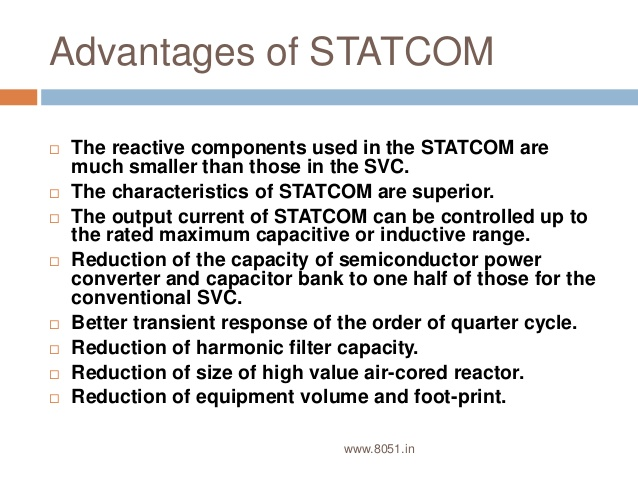 Advantages of STATCOM
The reactive components used in the STATCOM are
much smaller than those in the SVC.
The characteristics of STATCOM are superior.
The output current of STATCOM can be controlled up to
the rated maximum capacitive or inductive range.
Reduction of the capacity of semiconductor power
converter and capacitor bank to one half of those for the
conventional SVC.
Better transient response of the order of quarter cycle.
Reduction of harmonic filter capacity.
Reduction of size of high value air-cored reactor.
Reduction of equipment volume and foot-print.
www.8051.in